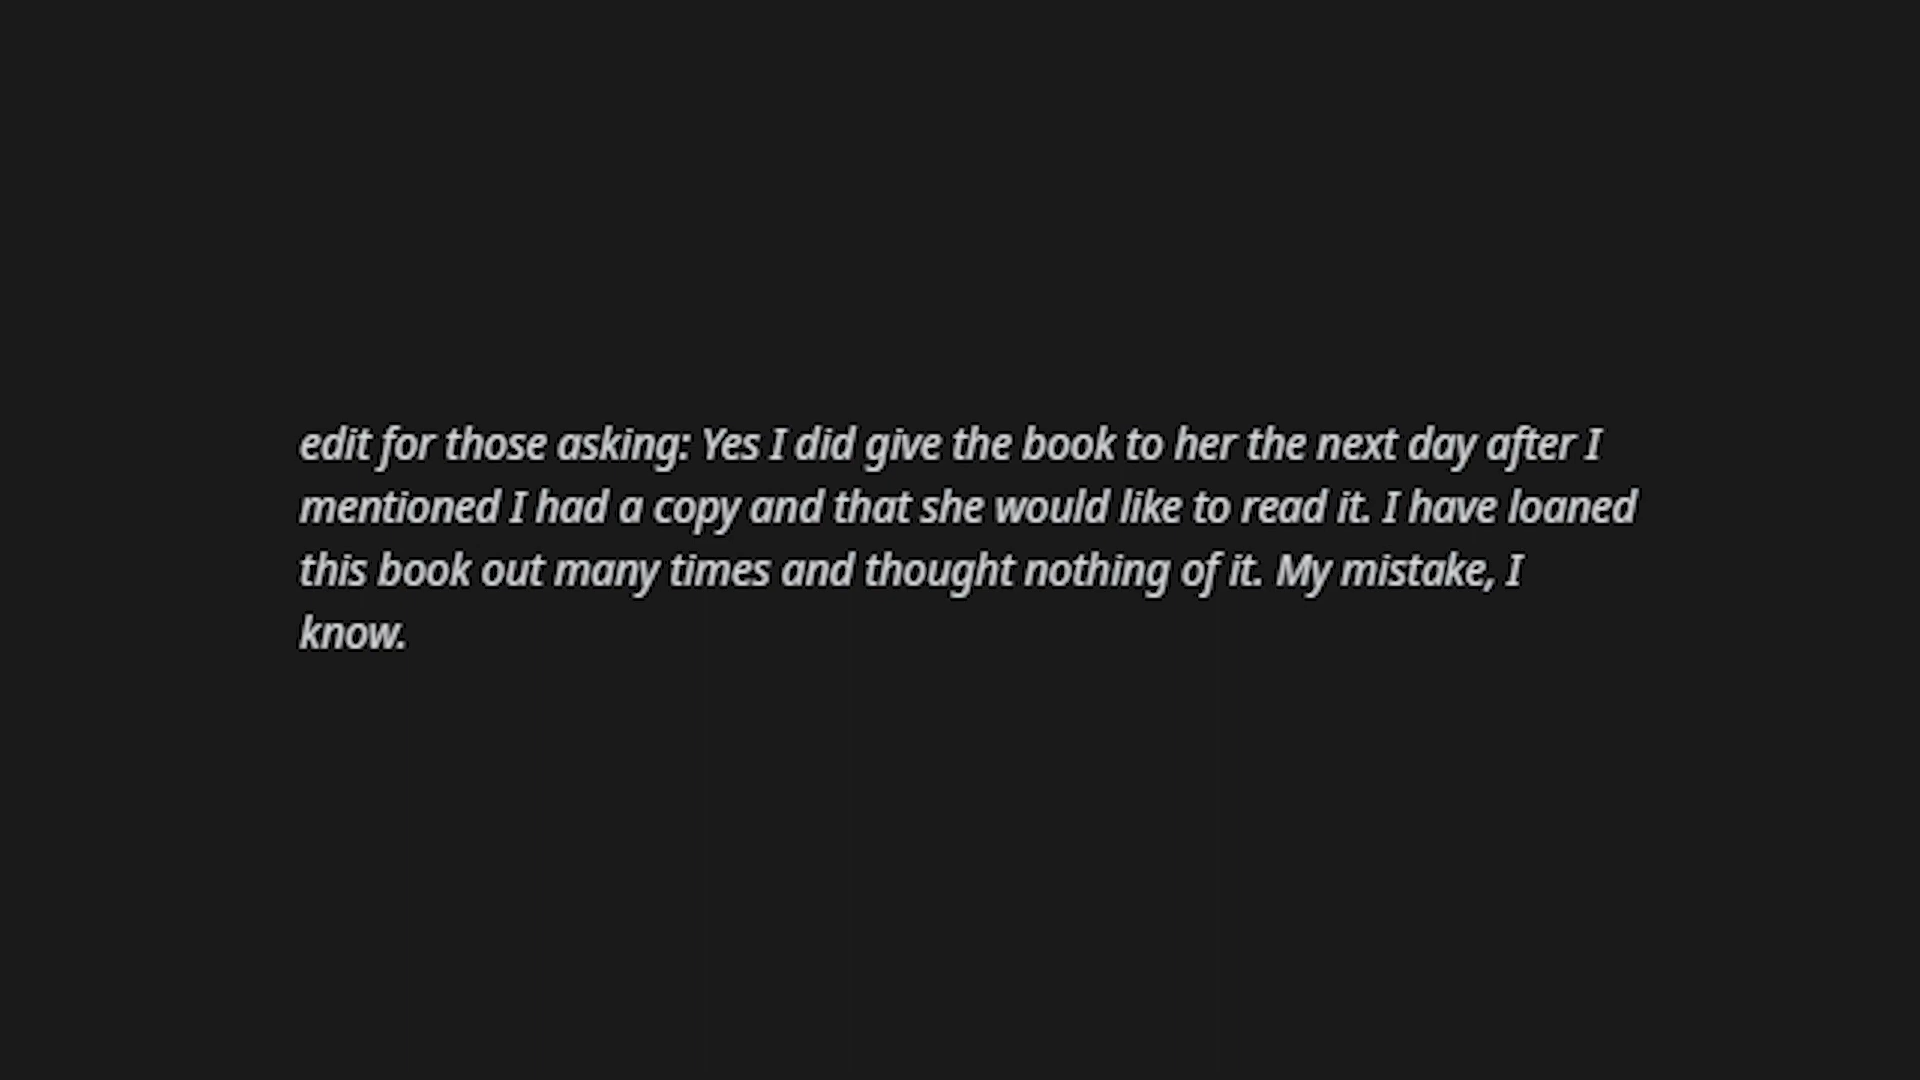 edit for those asking: Yes I did give the book to her the next day after I
mentioned I had a copy and that she would like to read it. I have loaned
this book out many times and thought nothing of it. My mistake, I
know.